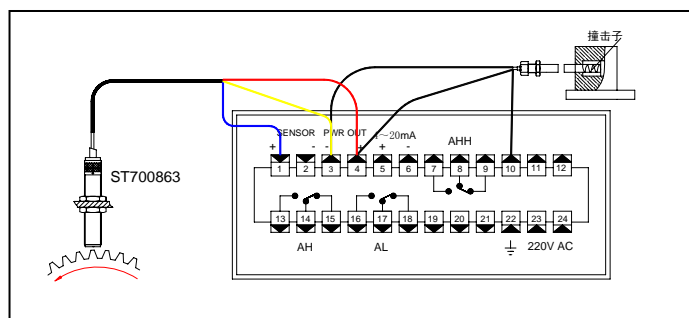 撞击子
SENSOR PWR OUT 4~20mA
AHH
+ - - + + -
1 2 3 4 5 6 7 8 9 10 11 12
ST700863
13 14 15 16 17 18 19 20 21 22 23 24
AH AL 220V AC